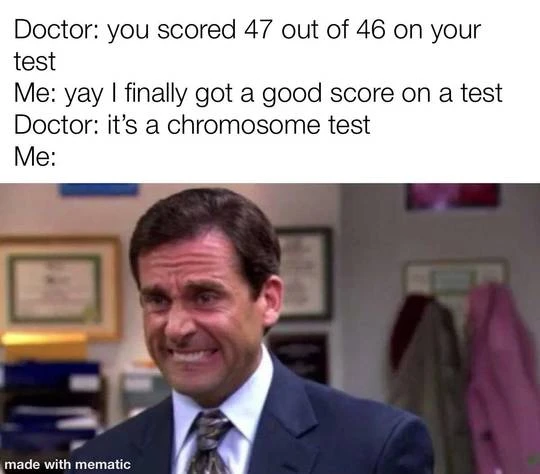 Doctor: you scored 47 out of 46 on your
test
Me: yay I finally got a good score on a test
Doctor: it’s a chromosome test
Me:
made with mematic